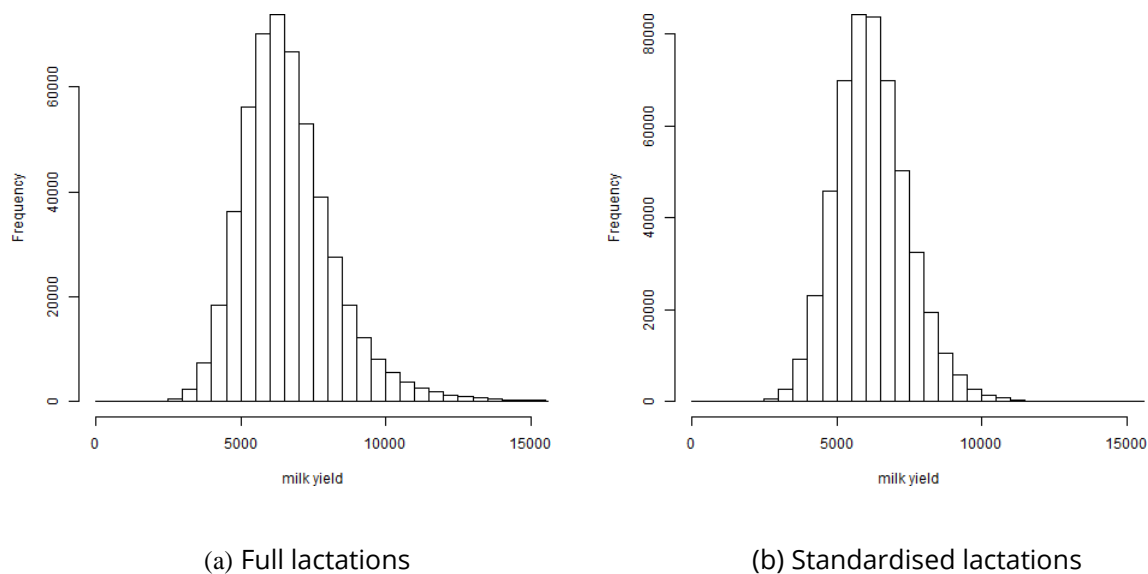 Frequency
0 20000 40000 60000
0 5000 10000 15000
milk yield
(a) Full lactations
Frequency
0 20000 40000 60000 80000
0 5000 10000 15000
milk yield
(b) Standardised lactations